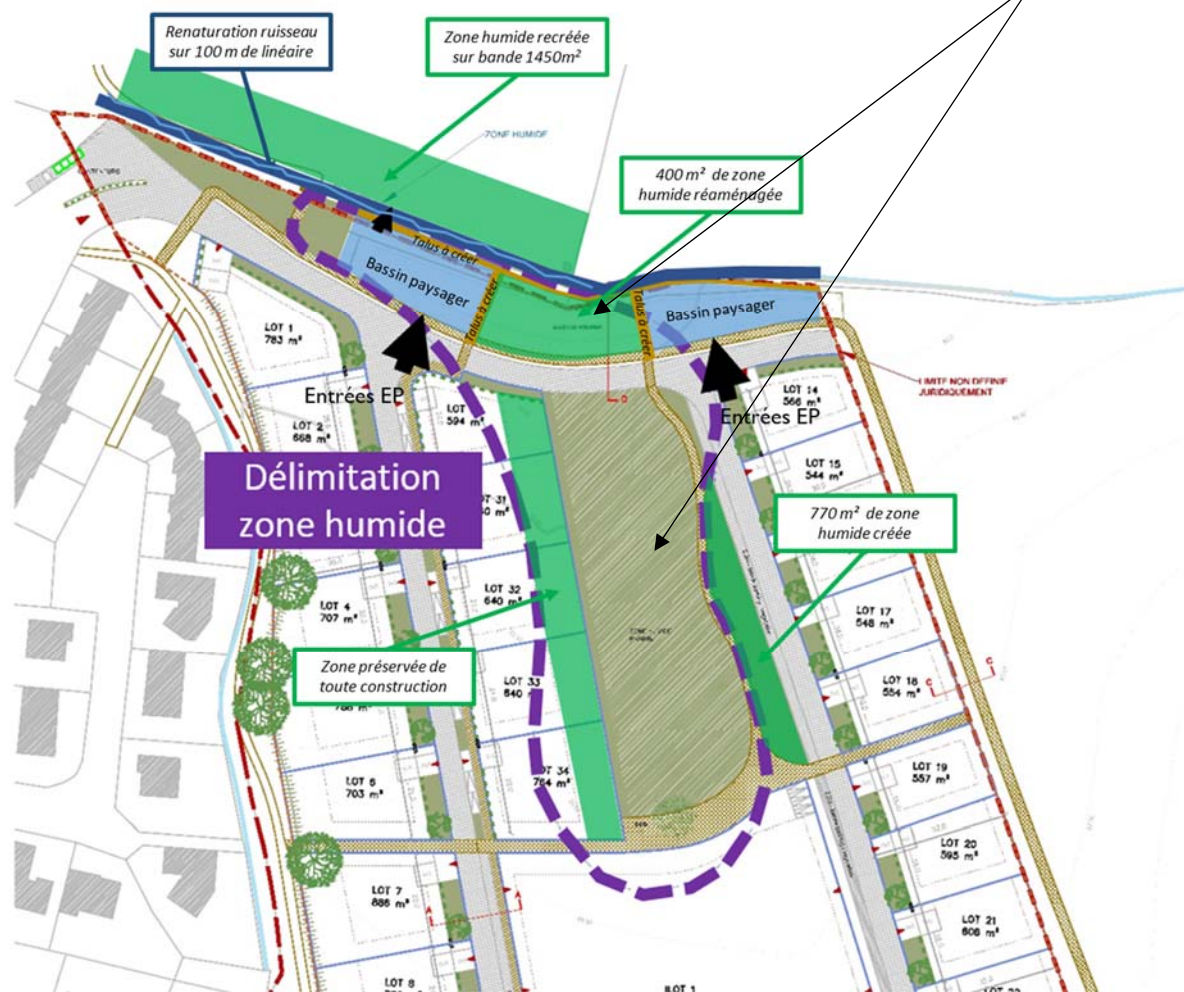 Renaturation ruisseau
sur 100 m de linéaire
Zone humide recréée
sur bande 1450m²
ZONE HUMIDE
400 m² de zone
humide réaménagée
Talus à créer
Bassin paysager
Talus à créer
Talus à créer
Bassin paysager
LOT 1
783 m²
Entrées EP
LOT 2
668 m²
LOT
594 m²
LIMITE NON DEFINIE
JURIDIQUEMENT
LOT 14
566 m²
Entrées EP
LOT 15
544 m²
D
Délimitation
zone humide
770 m² de zone
humide créée
LOT 4
707 m²
LOT 32
640 m²
LOT 17
548 m²
Zone préservée de
toute construction
LOT 33
640
LOT 18
554 m²
C
C
LOT 34
764 m²
LOT 6
703 m²
LOT 19
557 m²
LOT 20
595 m²
LOT 7
886 m²
A
A
LOT 21
608 m²
LOT 8
ILOT 1